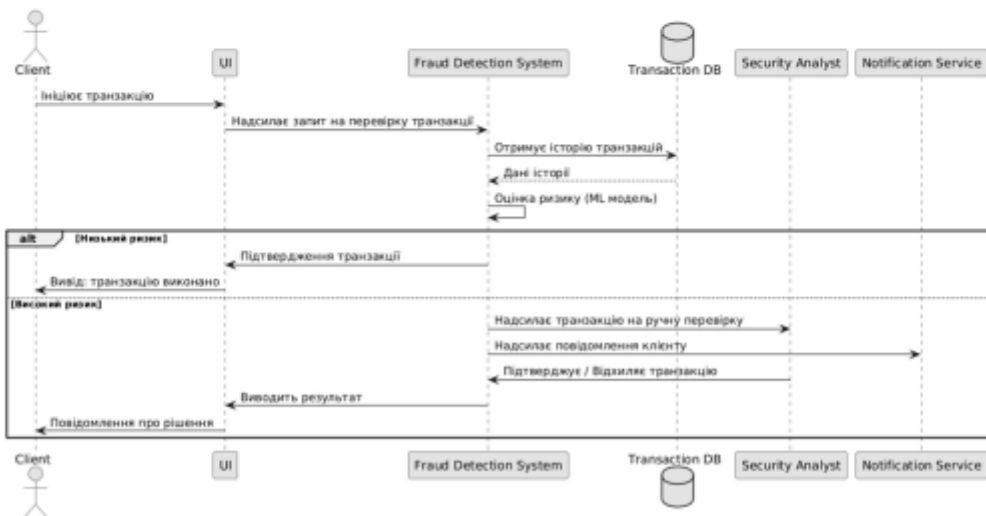 Client
UI
Fraud Detection System
Transaction DB
Security Analyst
Notification Service
Ініціює транзакцію
Надсилає запит на перевірку транзакції
Отримує історію транзакцій
Дані історії
Оцінка ризику (ML модель)
alt [Низький ризик]
Підтвердження транзакції
Вивід: транзакцію виконано
[Високий ризик]
Надсилає транзакцію на ручну перевірку
Надсилає повідомлення клієнту
Підтверджує / Відхиляє транзакцію
Виводить результат
Повідомлення про рішення
Client
UI
Fraud Detection System
Transaction DB
Security Analyst
Notification Service